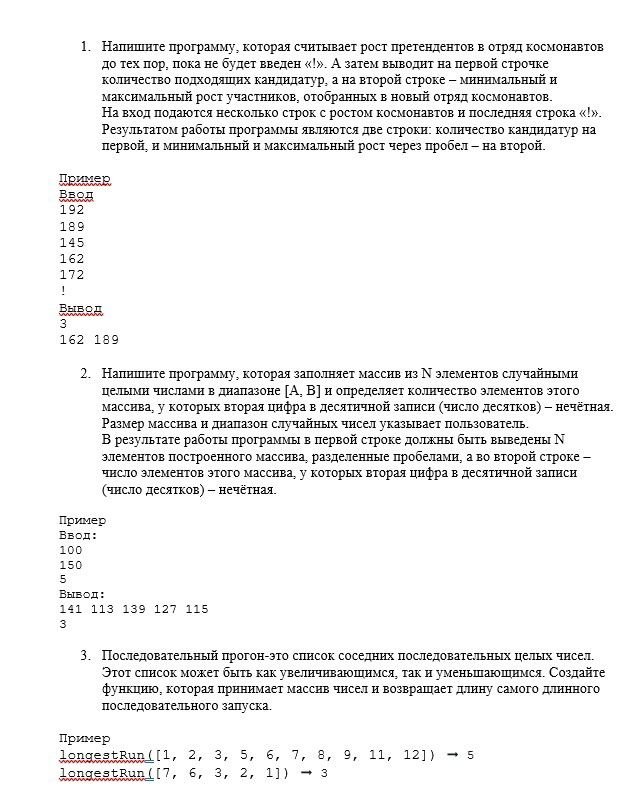 1. Напишите программу, которая считывает рост претендентов в отряд космонавтов
до тех пор, пока не будет введен «!». А затем выводит на первой строчке
количество подходящих кандидатур, а на второй строке – минимальный и
максимальный рост участников, отобранных в новый отряд космонавтов.
На вход подаются несколько строк с ростом космонавтов и последняя строка «!».
Результатом работы программы являются две строки: количество кандидатур на
первой, и минимальный и максимальный рост через пробел – на второй.
Пример
Ввод
192
189
145
162
172
!
Вывод
3
162 189
2. Напишите программу, которая заполняет массив из N элементов случайными
целыми числами в диапазоне [A, B] и определяет количество элементов этого
массива, у которых вторая цифра в десятичной записи (число десятков) – нечётная.
Размер массива и диапазон случайных чисел указывает пользователь.
В результате работы программы в первой строке должны быть выведены N
элементов построенного массива, разделенные пробелами, а во второй строке –
число элементов этого массива, у которых вторая цифра в десятичной записи
(число десятков) – нечётная.
Пример
Ввод:
100
150
5
Вывод:
141 113 139 127 115
3
3. Последовательный прогон-это список соседних последовательных целых чисел.
Этот список может быть как увеличивающимся, так и уменьшающимся. Создайте
функцию, которая принимает массив чисел и возвращает длину самого длинного
последовательного запуска.
Пример
longestRun([1, 2, 3, 5, 6, 7, 8, 9, 11, 12]) ➞ 5
longestRun([7, 6, 3, 2, 1]) ➞ 3